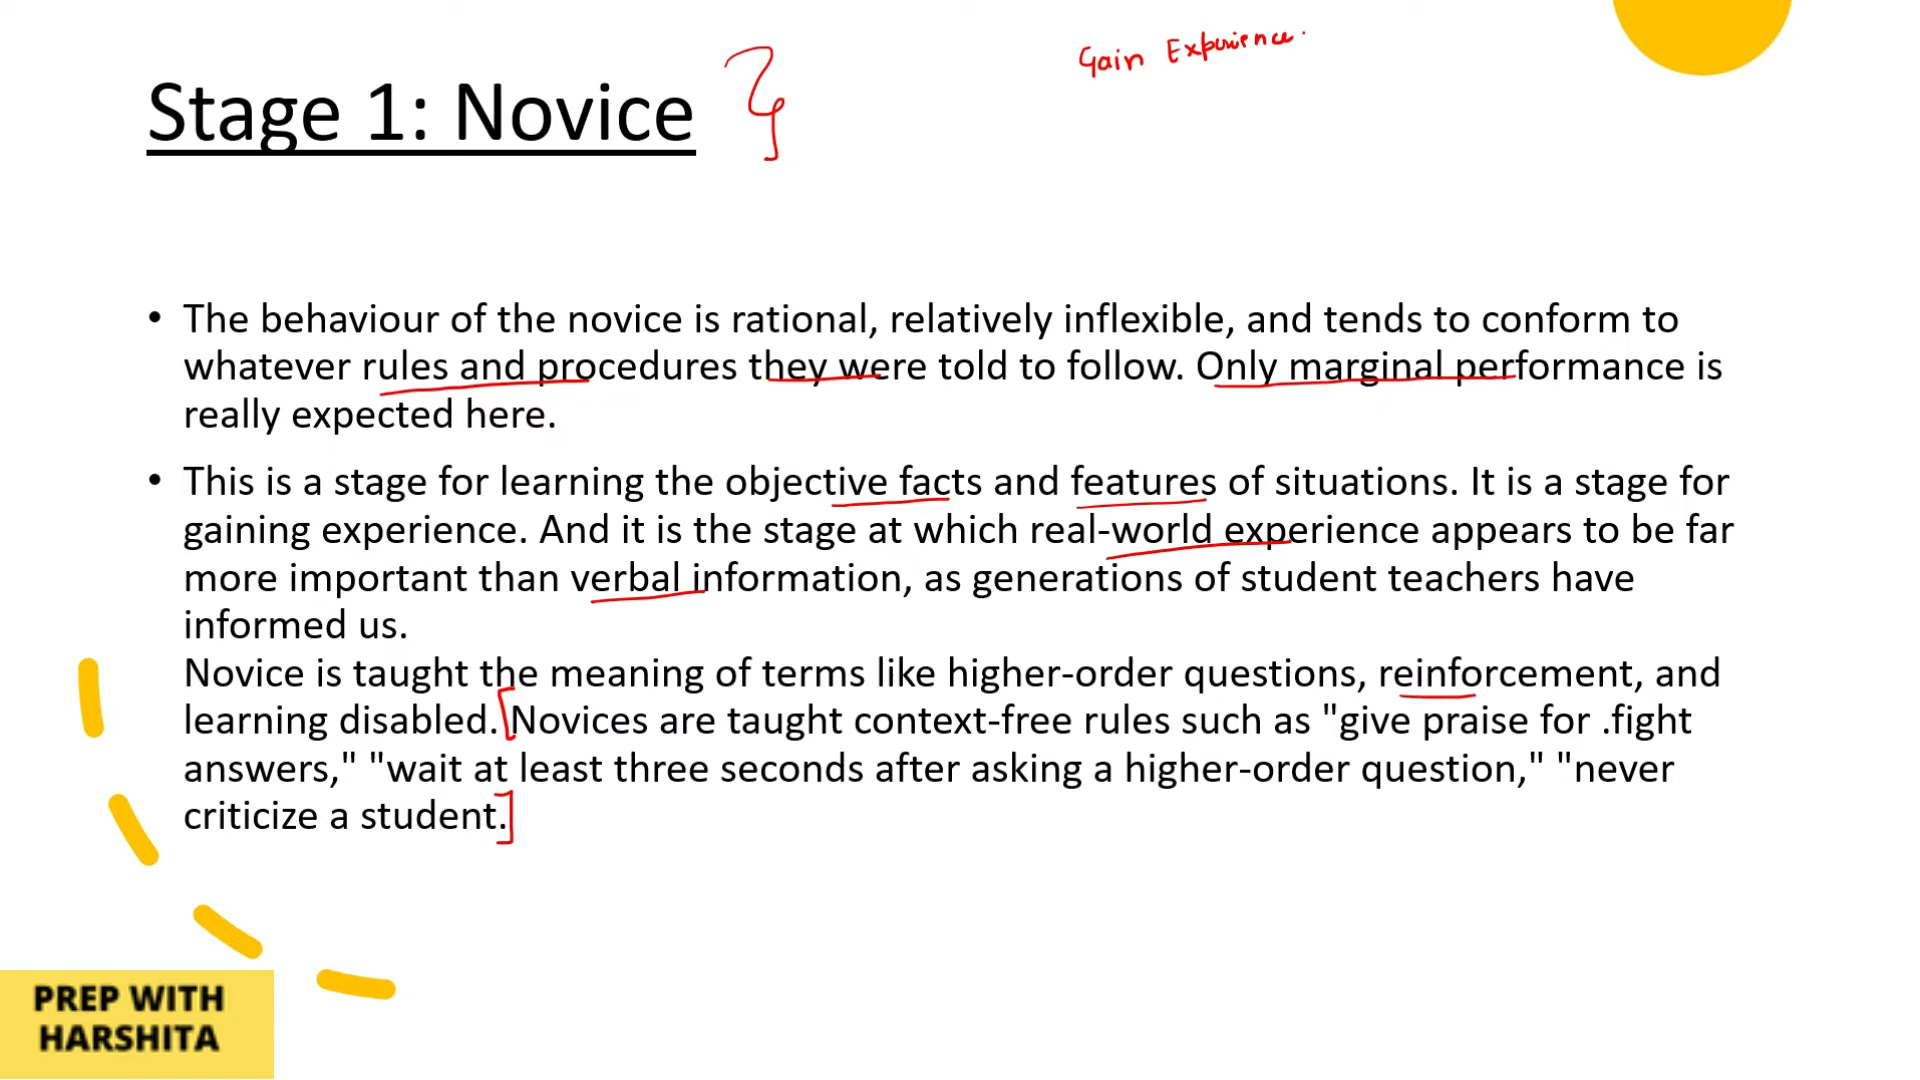 Gain Experience.
Stage 1: Novice
• The behaviour of the novice is rational, relatively inflexible, and tends to conform to
whatever rules and procedures they were told to follow. Only marginal performance is
really expected here.
• This is a stage for learning the objective facts and features of situations. It is a stage for
gaining experience. And it is the stage at which real-world experience appears to be far
more important than verbal information, as generations of student teachers have
informed us.
Novice is taught the meaning of terms like higher-order questions, reinforcement, and
learning disabled. [Novices are taught context-free rules such as "give praise for .fight
answers," "wait at least three seconds after asking a higher-order question," "never
criticize a student.]
PREP WITH
HARSHITA